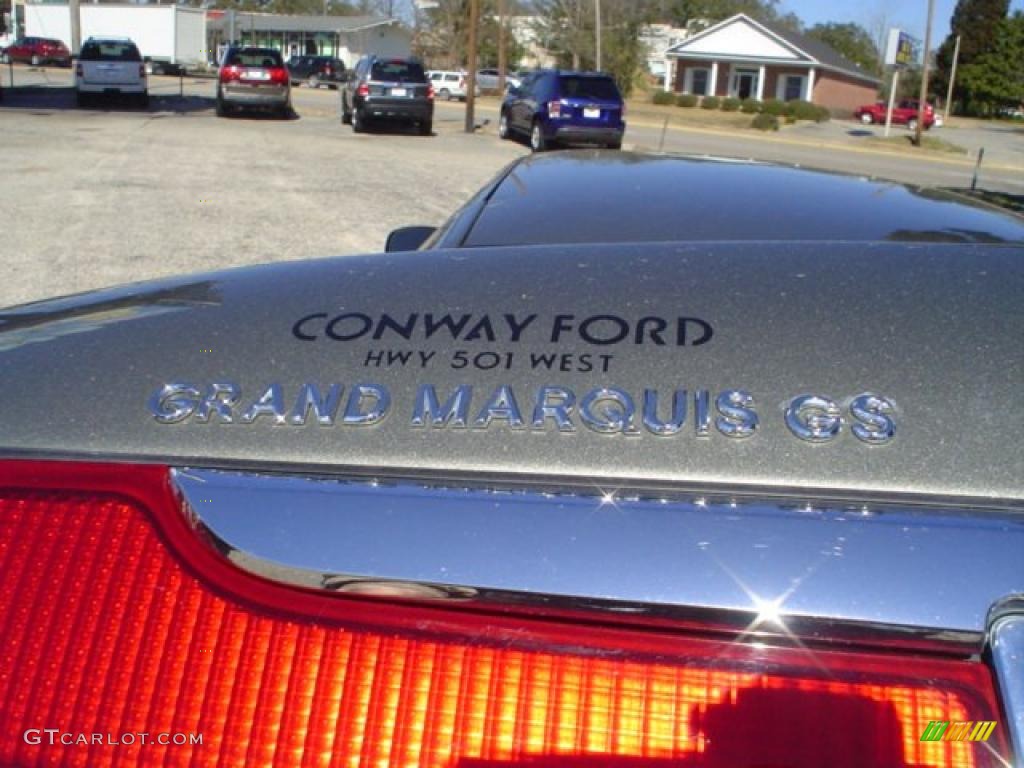 CONWAY FORD
HWY 501 WEST
GRAND MARQUIS GS
GTCARLOT.COM